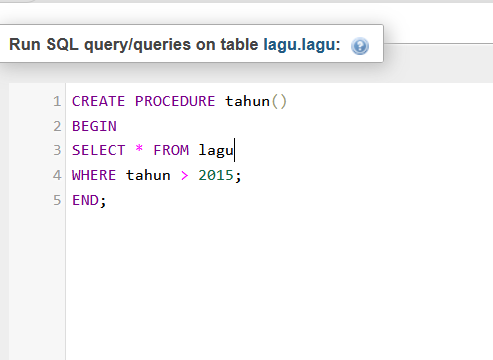 Run SQL query/queries on table lagu.lagu:
1 CREATE PROCEDURE tahun()
2 BEGIN
3 SELECT * FROM lagu
4 WHERE tahun > 2015;
5 END;